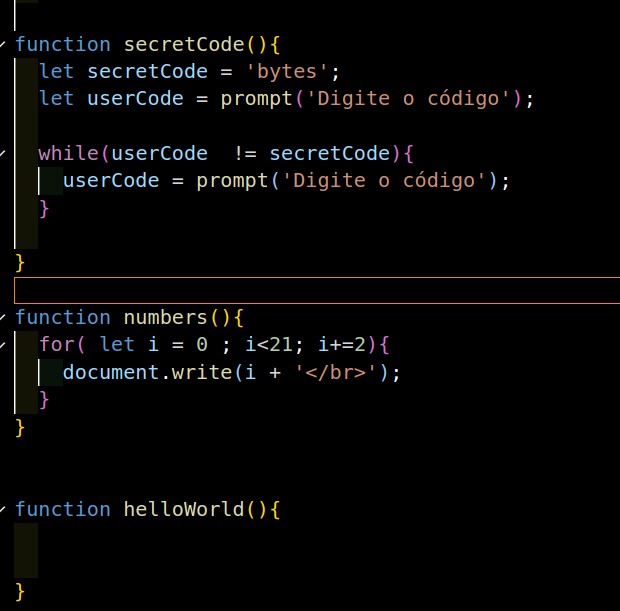 function secretCode(){
let secretCode = 'bytes';
let userCode = prompt('Digite o código');
while(userCode  != secretCode){
userCode = prompt('Digite o código');
}
}
function numbers(){
for( let i = 0 ; i<21; i+=2){
document.write(i + '</br>');
}
}
function helloWorld(){
}